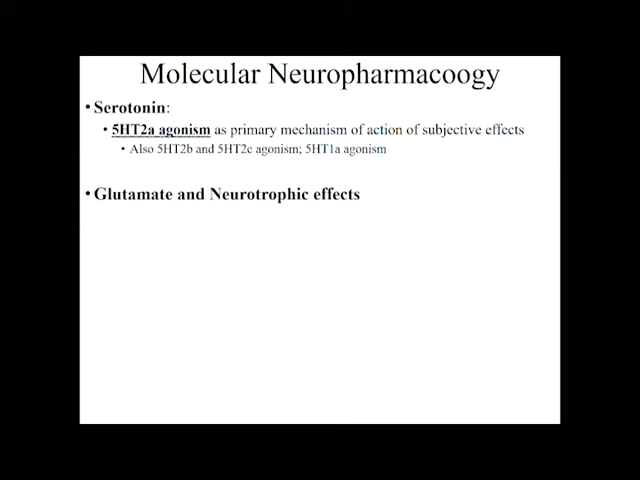 Molecular Neuropharmacoogy
• Serotonin:
• 5HT2a agonism as primary mechanism of action of subjective effects
• Also 5HT2b and 5HT2c agonism; 5HT1a agonism
• Glutamate and Neurotrophic effects